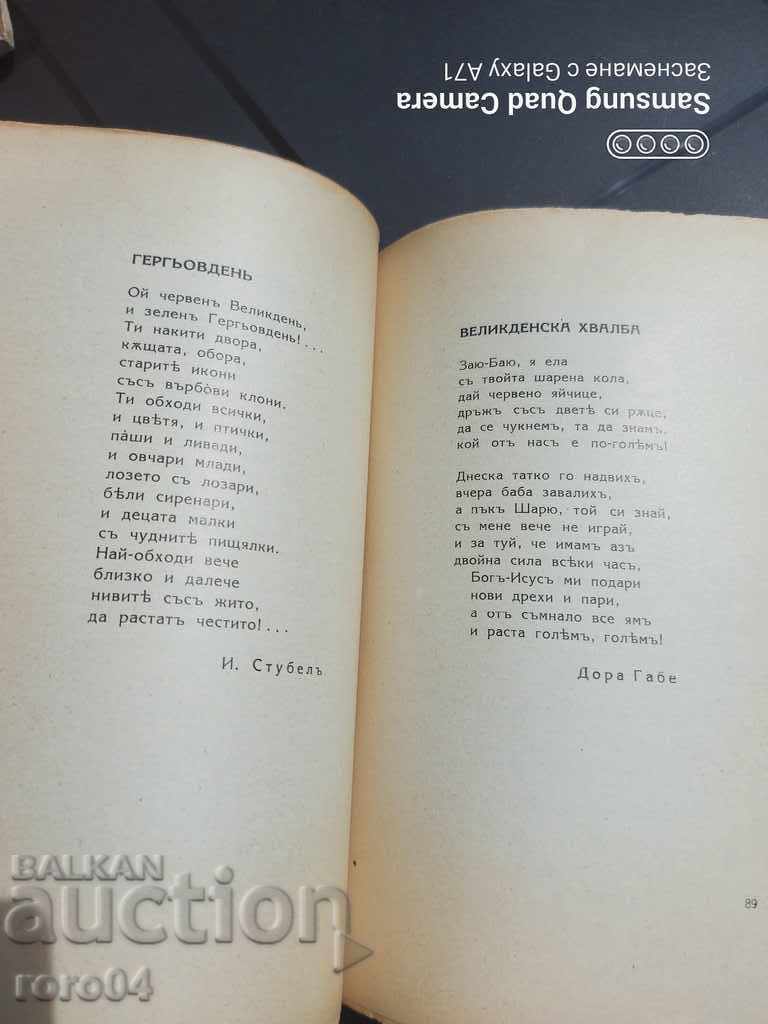 Samsung Quad Camera
Заснемане с Galaxy A71
ГЕРГЬОВДЕНЬ
Ой червенъ Великдень,
и зеленъ Гергьовдень!...
Ти накити двора,
кѫщата, обора,
старитѣ икони
съсъ върбови клони.
Ти обходи всички,
и цвѣтя, и птички,
пàши и ливади,
и овчари млади,
лозето съ лозари,
бѣли сиренари,
и децата малки
съ чуднитѣ пищялки.
Най-обходи вече
близко и далече
нивитѣ съсъ жито,
да растатъ честито!...
И. Стубелъ
ВЕЛИКДЕНСКА ХВАЛБА
Заю-Баю, я ела
съ твойта шарена кола,
дай червено яйчице,
дръжъ съсъ дветѣ си рѫце,
да се чукнемъ, та да знамъ,
кой отъ насъ е по-голѣмъ!
Днеска татко го надвихъ,
вчера баба завалихъ,
а пъкъ Шарю, той си знай,
съ мене вече не играй,
и за туй, че имамъ азъ
двойна сила всѣки часъ,
Богъ-Исусъ ми подари
нови дрехи и пари,
а отъ съмнало все ямъ
и раста голѣмъ, голѣмъ!
Дора Габе
89
BALKAN
auction
roro04